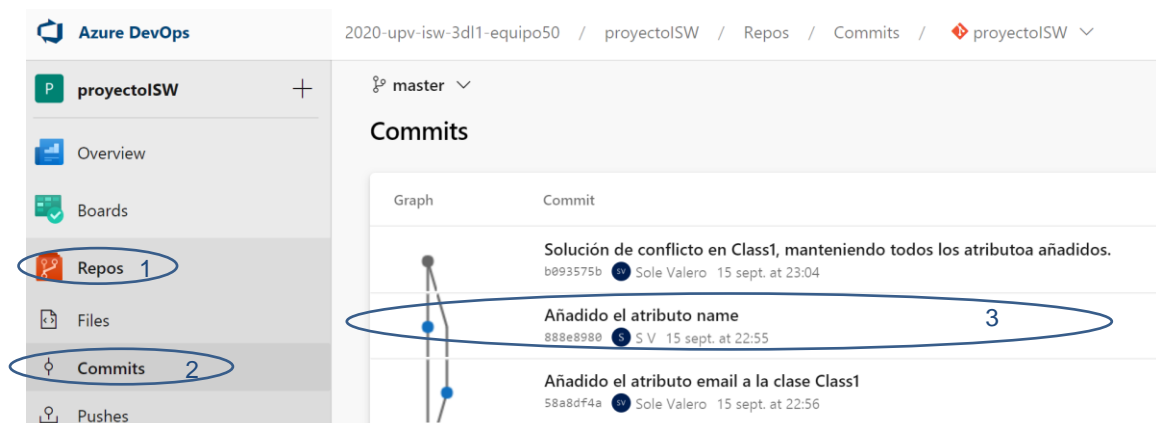 Azure DevOps
2020-upv-isw-3dl1-equipo50 / proyectoISW / Repos / Commits / proyectoISW
P proyectoISW
master
Commits
Overview
Boards
Graph Commit
Repos 1
Solución de conflicto en Class1, manteniendo todos los atributoa añadidos.
b093575b SV Sole Valero 15 sept. at 23:04
Files
Añadido el atributo name 3
888e8980 S S V 15 sept. at 22:55
Commits 2
Añadido el atributo email a la clase Class1
58a8df4a SV Sole Valero 15 sept. at 22:56
Pushes